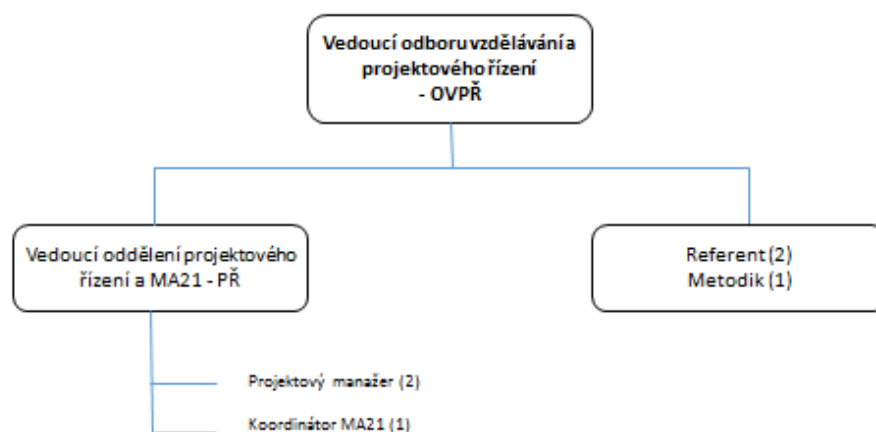 Vedoucí odboru vzdělávání a
projektového řízení
- OVPŘ
Vedoucí oddělení projektového
řízení a MA21 - PŘ
Referent (2)
Metodik (1)
Projektový manažer (2)
Koordinátor MA21 (1)